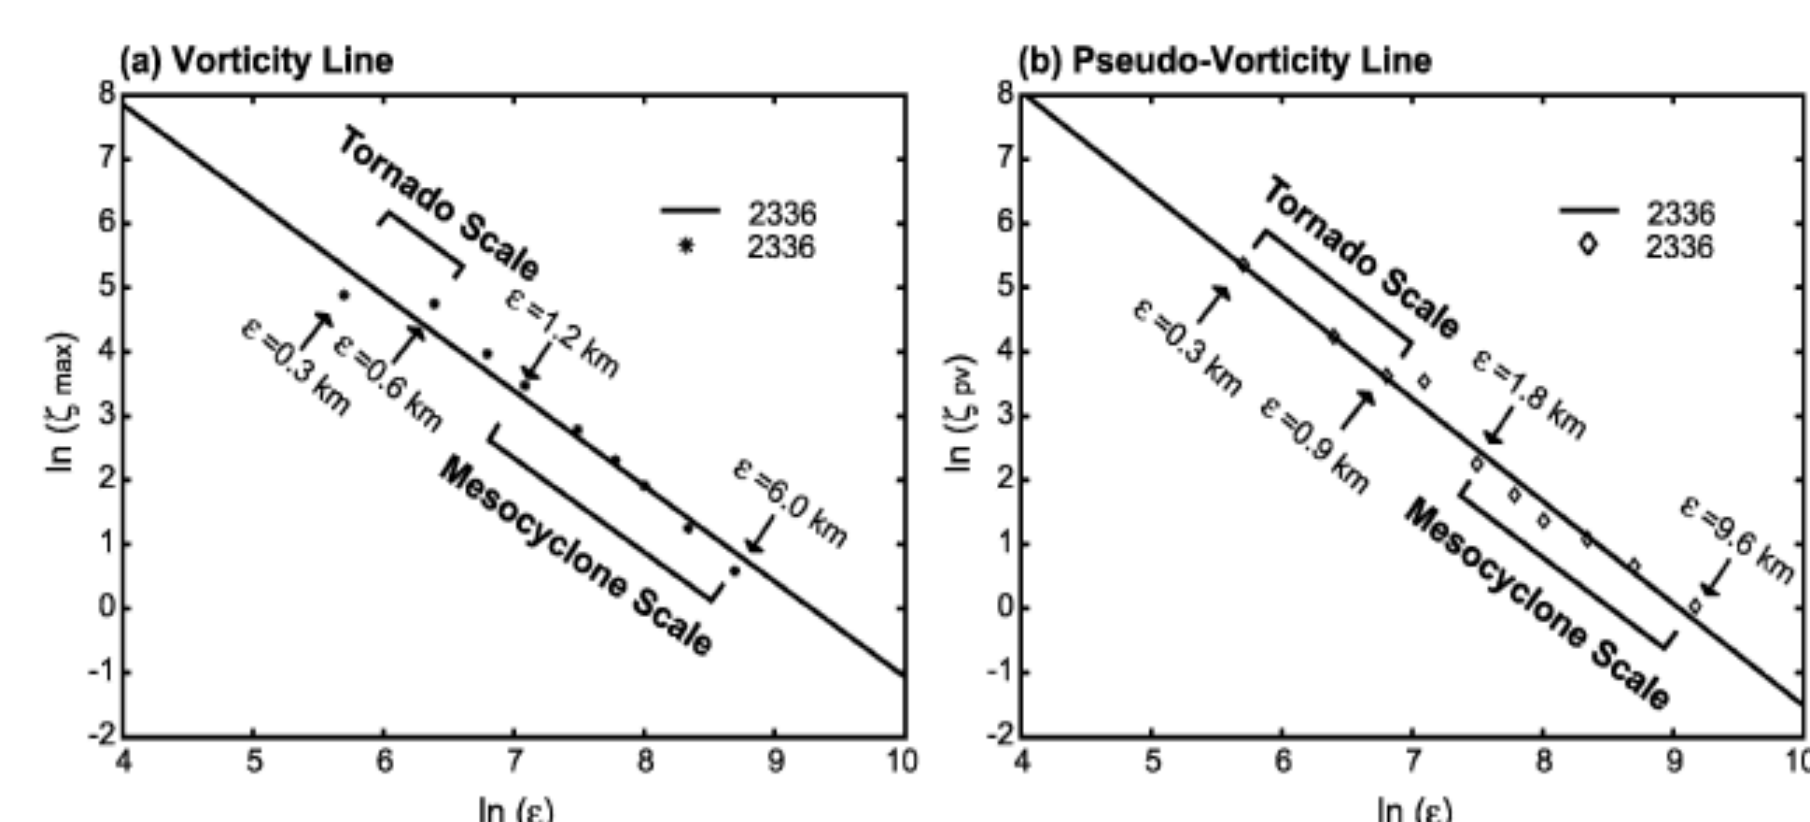 (a) Vorticity Line
8
7
6
5
4
3
2
1
0
-1
-2
4
5
6
7
8
9
10
ln (ζ max)
ln (ε)
Tornado Scale
Mesocyclone Scale
ε =0.3 km
ε =0.6 km
ε =1.2 km
ε =6.0 km
2336
2336
(b) Pseudo-Vorticity Line
8
7
6
5
4
3
2
1
0
-1
-2
4
5
6
7
8
9
10
ln (ζ pv)
ln (ε)
Tornado Scale
Mesocyclone Scale
ε =0.3 km
ε =0.9 km
ε =1.8 km
ε =9.6 km
2336
2336